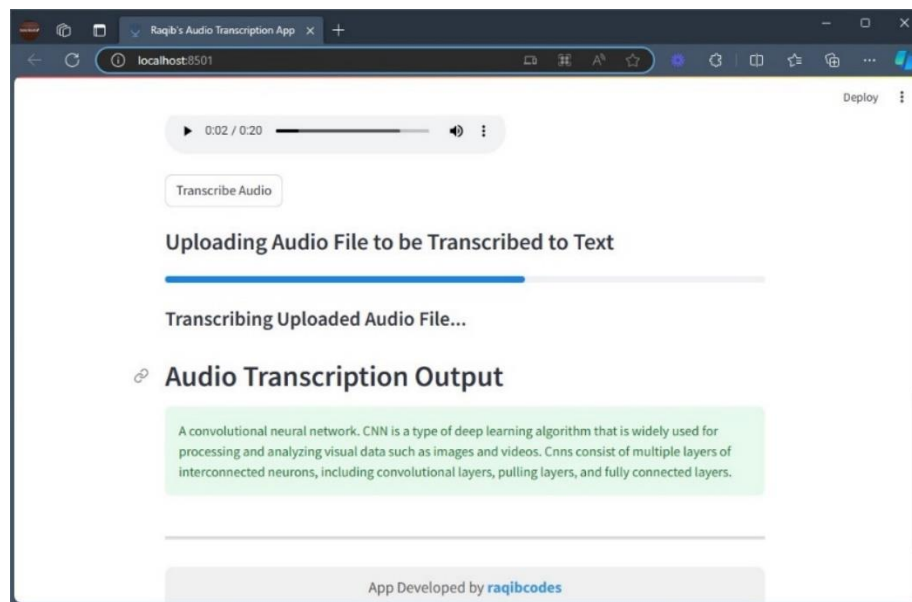 Raqib's Audio Transcription App
localhost:8501
Deploy
0:02 / 0:20
Transcribe Audio
Uploading Audio File to be Transcribed to Text
Transcribing Uploaded Audio File...
Audio Transcription Output
A convolutional neural network. CNN is a type of deep learning algorithm that is widely used for
processing and analyzing visual data such as images and videos. Cnns consist of multiple layers of
interconnected neurons, including convolutional layers, pulling layers, and fully connected layers.
App Developed by raqibcodes